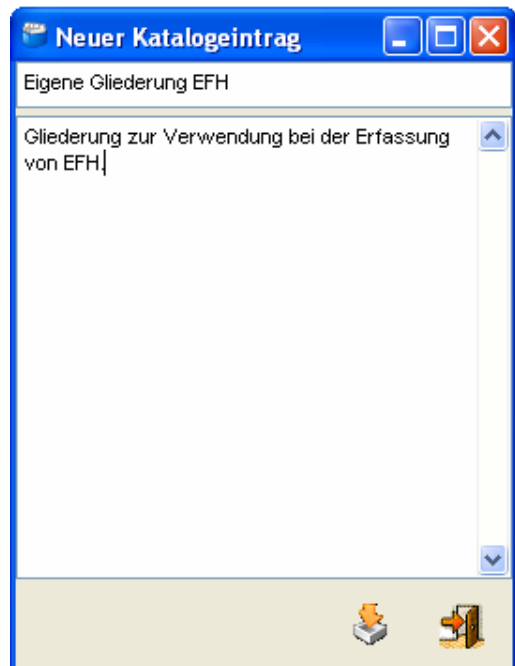 Neuer Katalogeintrag
Eigene Gliederung EFH
Gliederung zur Verwendung bei der Erfassung
von EFH.